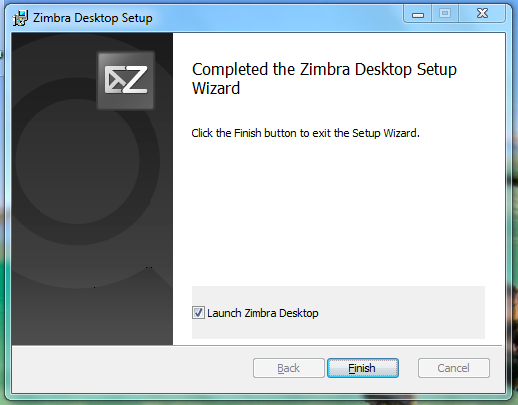 Zimbra Desktop Setup
Z
Completed the Zimbra Desktop Setup
Wizard
Click the Finish button to exit the Setup Wizard.
Launch Zimbra Desktop
Back
Finish
Cancel